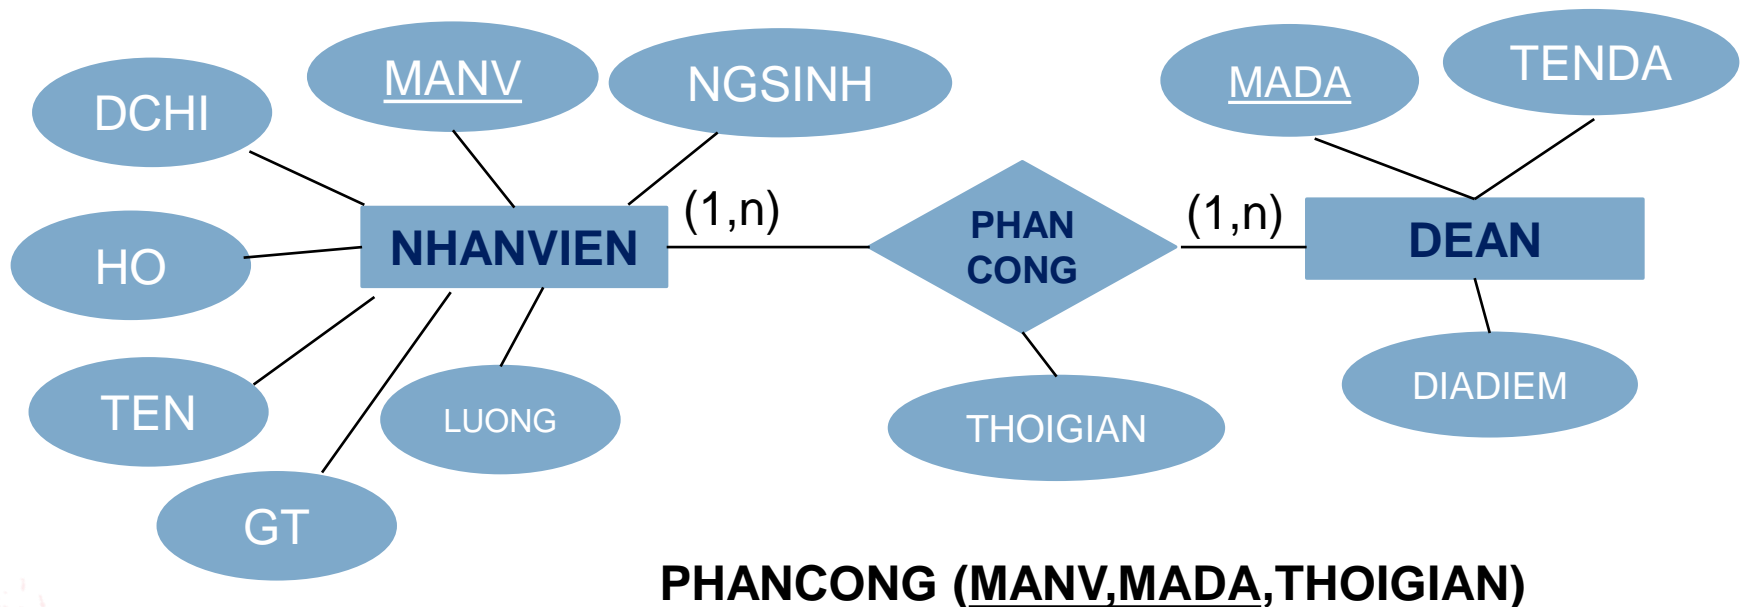 DCHI
MANV
NGSINH
MADA
TENDA
HO
NHANVIEN
(1,n)
PHAN
CONG
(1,n)
DEAN
TEN
LUONG
THOIGIAN
DIADIEM
GT
PHANCONG (MANV,MADA,THOIGIAN)